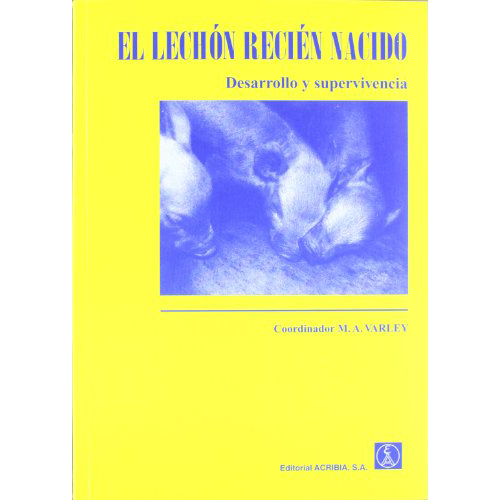 EL LECHÓN RECIÉN NACIDO
Desarrollo y supervivencia
Coordinador M. A. VARLEY
Editorial ACRIBIA, S.A.